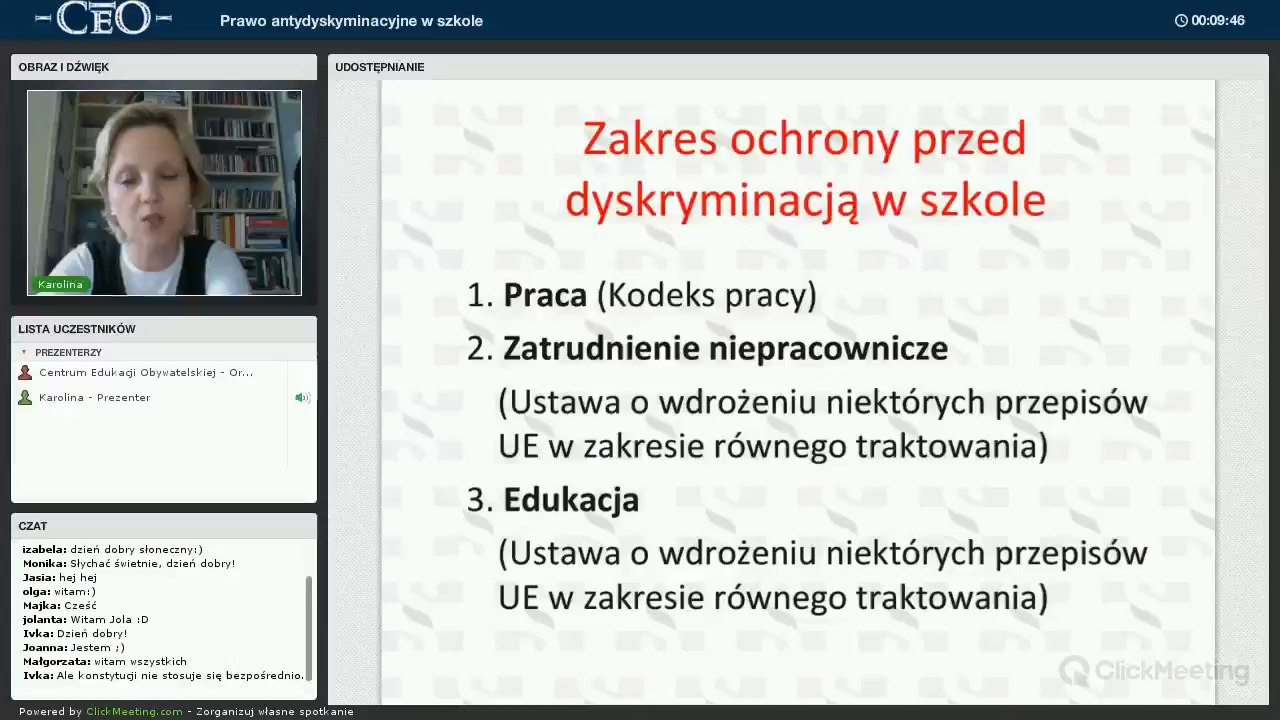 CEO
Prawo antydyskyminacyjne w szkole
00:09:46
OBRAZ I DŹWIĘK
Karolina
LISTA UCZESTNIKÓW
PREZENTERZY
Centrum Edukacji Obywatelskiej - Or...
Karolina - Prezenter
CZAT
izabela: dzień dobry słoneczny:)
Monika: Słychać świetnie, dzień dobry!
Jasia: hej hej
olga: witam:)
Majka: Cześć
jolanta: Witam Jola :D
Ivka: Dzień dobry!
Joanna: Jestem ;)
Małgorzata: witam wszystkich
Ivka: Ale konstytucji nie stosuje się bezpośrednio.
UDOSTĘPNIANIE
Zakres ochrony przed
dyskryminacją w szkole
1. Praca (Kodeks pracy)
2. Zatrudnienie niepracownicze
(Ustawa o wdrożeniu niektórych przepisów
UE w zakresie równego traktowania)
3. Edukacja
(Ustawa o wdrożeniu niektórych przepisów
UE w zakresie równego traktowania)
ClickMeeting
Powered by ClickMeeting.com - Zorganizuj własne spotkanie